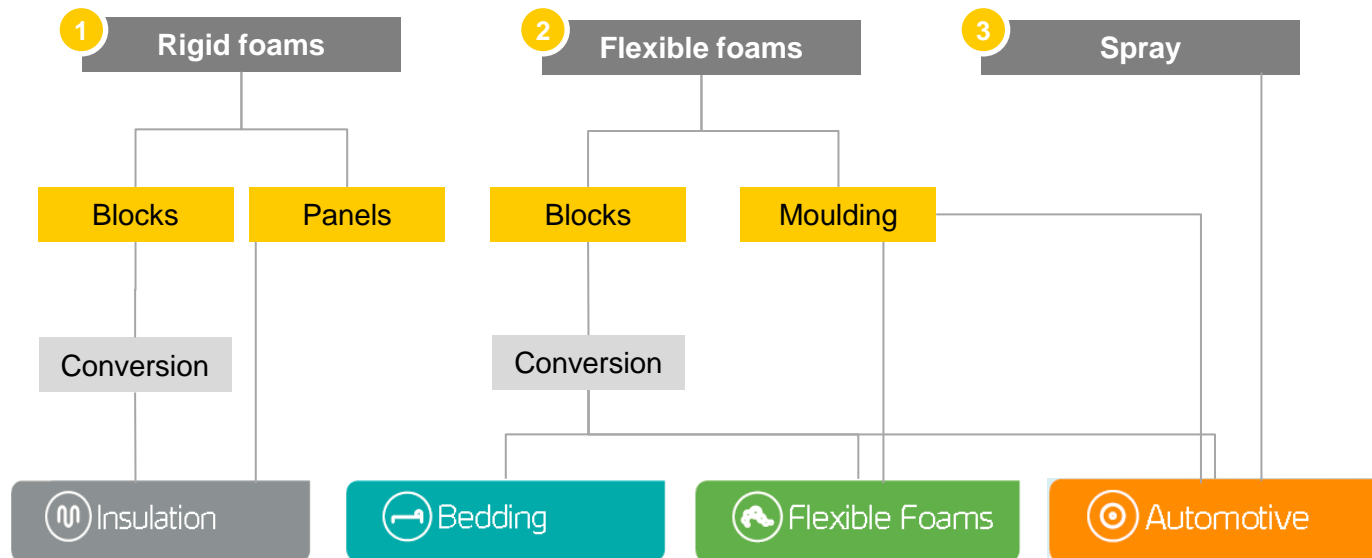 1
Rigid foams
2
Flexible foams
3
Spray
Blocks
Panels
Blocks
Moulding
Conversion
Conversion
Insulation
Bedding
Flexible Foams
Automotive